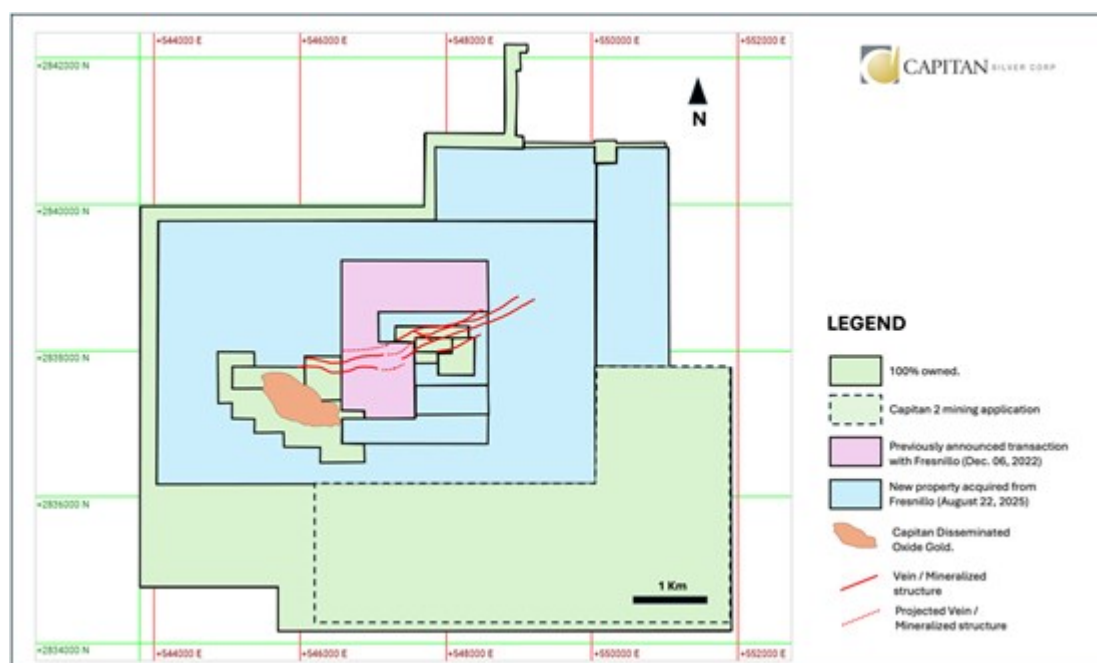 +544000 E
+546000 E
+548000 E
+550000 E
+552000 E
+2842000 N
CAPITAN SILVER CORP
N
+2840000 N
LEGEND
+2838000 N
100% owned.
Capitan 2 mining application
Previously announced transaction
with Fresnillo (Dec. 06, 2022)
New property acquired from
Fresnillo (August 22, 2025)
+2836000 N
Capitan Disseminated
Oxide Gold.
Vein / Mineralized
structure
1 Km
Projected Vein /
Mineralized structure
+2834000 N
+544000 E
+546000 E
+548000 E
+550000 E
+552000 E